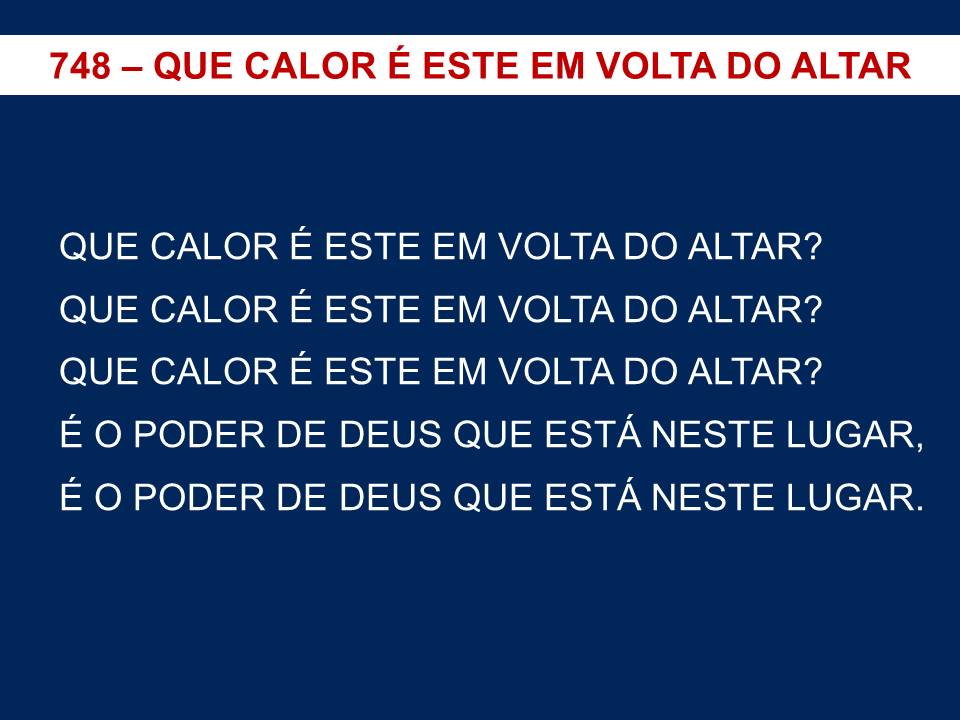 748 – QUE CALOR É ESTE EM VOLTA DO ALTAR
QUE CALOR É ESTE EM VOLTA DO ALTAR?
QUE CALOR É ESTE EM VOLTA DO ALTAR?
QUE CALOR É ESTE EM VOLTA DO ALTAR?
É O PODER DE DEUS QUE ESTÁ NESTE LUGAR,
É O PODER DE DEUS QUE ESTÁ NESTE LUGAR.